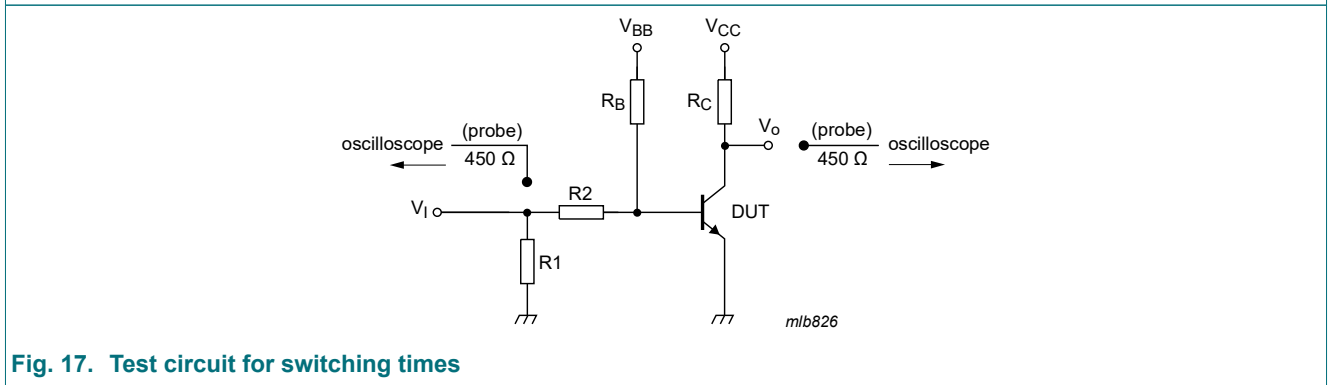 VBB
VCC
RB
RC
oscilloscope
(probe)
450 Ω
Vo
(probe)
450 Ω
oscilloscope
VI
R2
DUT
R1
mlb826
Fig. 17. Test circuit for switching times